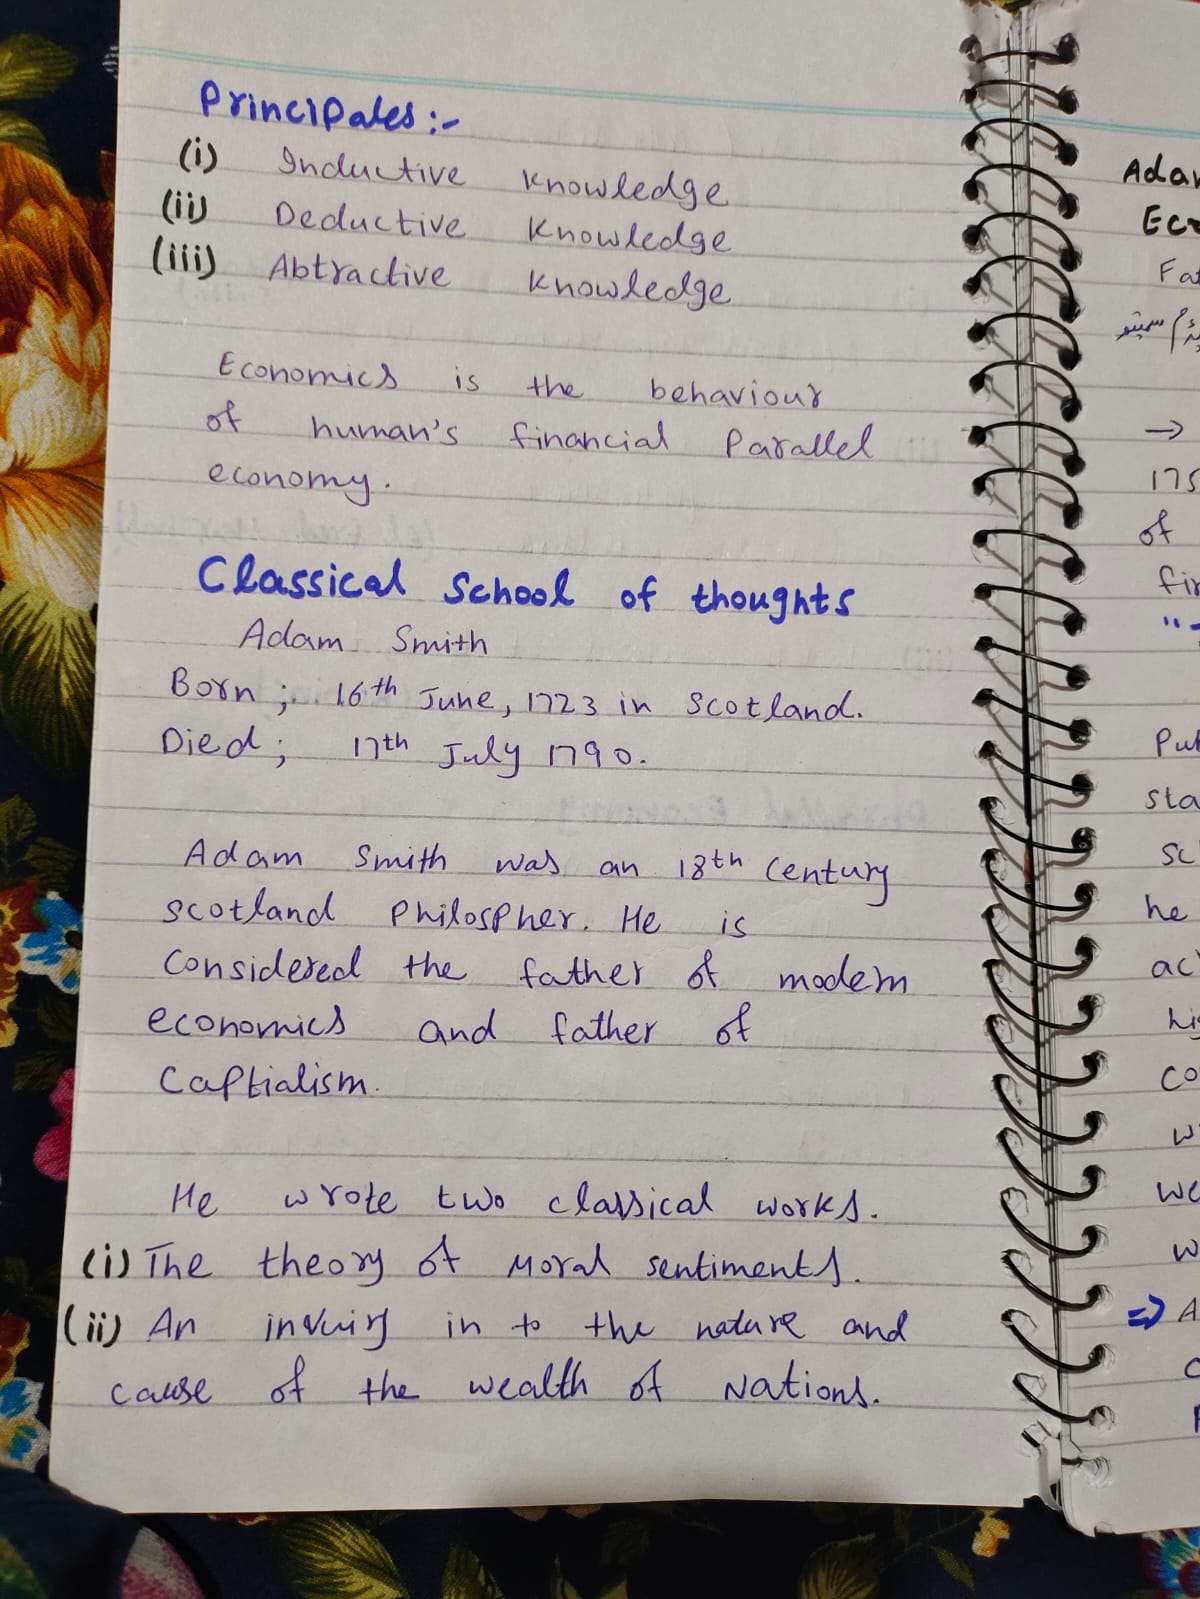 Principales:-
(i) Inductive Knowledge
(ii) Deductive Knowledge
(iii) Abtractive Knowledge
Economics is the behaviour
of human's financial Parallel
economy.
Classical School of thoughts
Adam Smith
Born ; 16th June, 1723 in Scotland.
Died ; 17th July 1790.
Adam Smith was an 18th Century
Scotland Philospher. He is
Considered the father of modern
economics and father of
Captialism.
He wrote two classical works.
(i) The theory of Moral sentiments.
(ii) An in to the nature and
cause of the wealth of Nations.
Adam
Eco
Fat
سمتھ
→
175
of
fir
"
Pub
sta
sc
he
ac
his
co
w
we
w
⇒ A